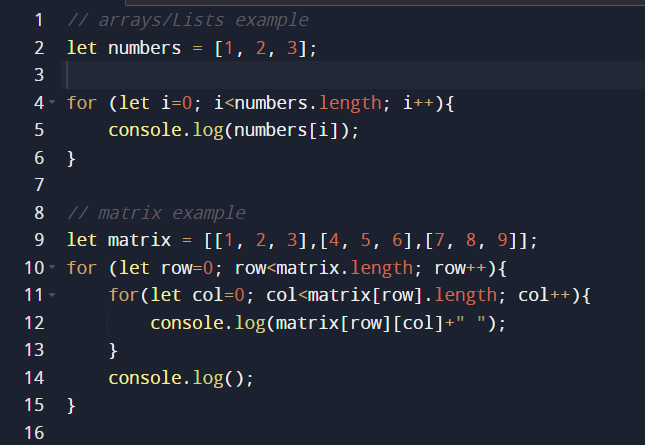 1 // arrays/Lists example
2 let numbers = [1, 2, 3];
3
4 for (let i=0; i<numbers.length; i++){
5     console.log(numbers[i]);
6 }
7
8 // matrix example
9 let matrix = [[1, 2, 3],[4, 5, 6],[7, 8, 9]];
10 for (let row=0; row<matrix.length; row++){
11     for(let col=0; col<matrix[row].length; col++){
12         console.log(matrix[row][col]+" ");
13     }
14     console.log();
15 }
16